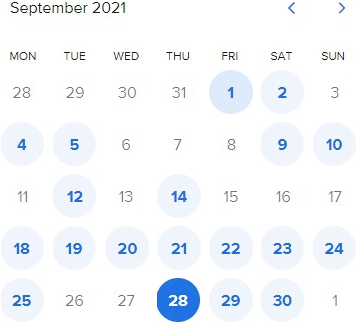 September 2021
MON TUE WED THU FRI SAT SUN
28 29 30 31 1 2 3
4 5 6 7 8 9 10
11 12 13 14 15 16 17
18 19 20 21 22 23 24
25 26 27 28 29 30 1